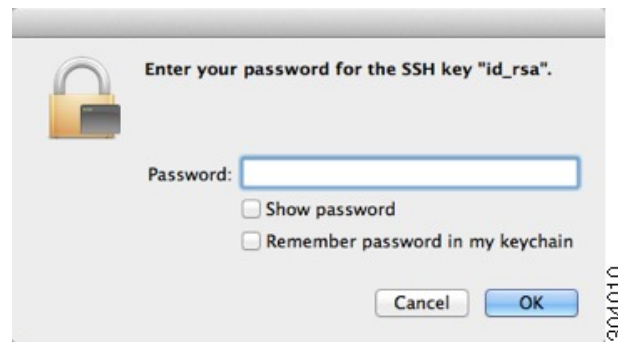 Enter your password for the SSH key "id_rsa".
Password:
Show password
Remember password in my keychain
Cancel OK
304010